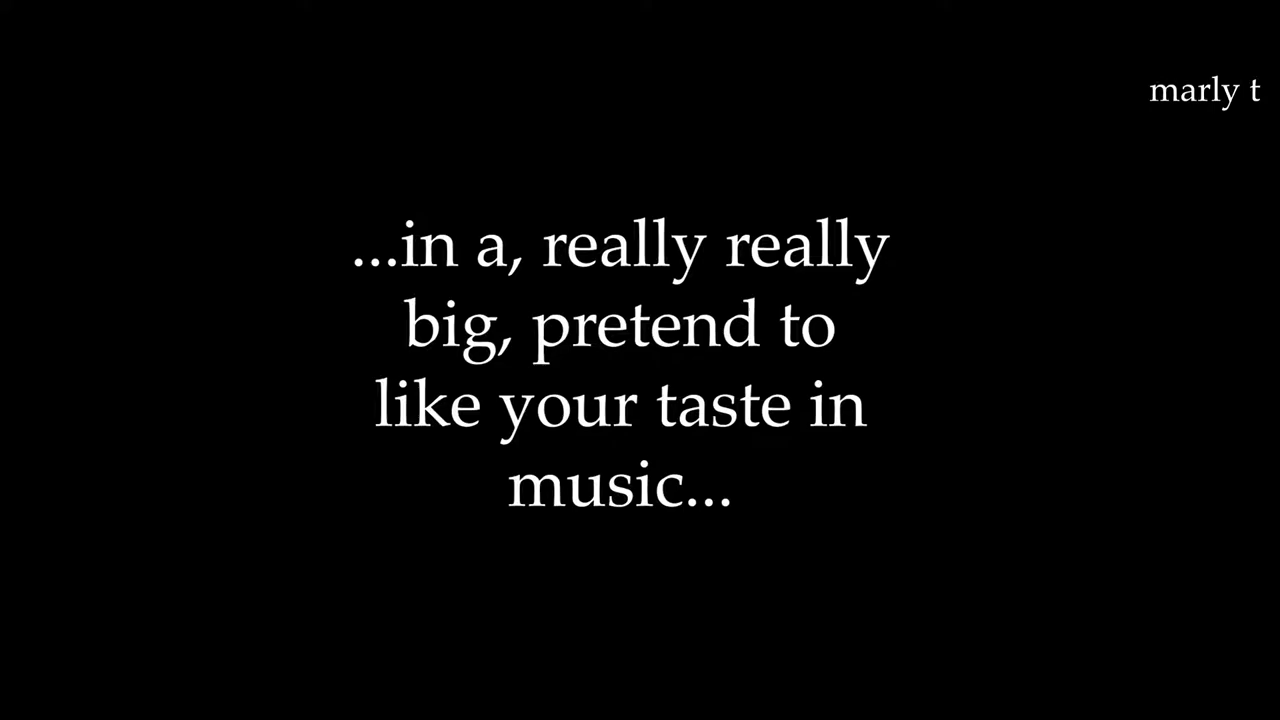 marly t
...in a, really really
big, pretend to
like your taste in
music...